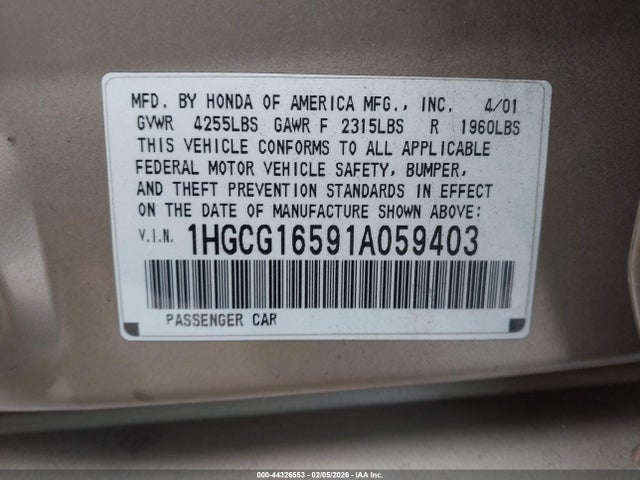 MFD. BY HONDA OF AMERICA MFG., INC. 4/01
GVWR 4255LBS GAWR F 2315LBS R 1960LBS
THIS VEHICLE CONFORMS TO ALL APPLICABLE
FEDERAL MOTOR VEHICLE SAFETY, BUMPER,
AND THEFT PREVENTION STANDARDS IN EFFECT
ON THE DATE OF MANUFACTURE SHOWN ABOVE:
V.I.N. 1HGCG16591A059403
PASSENGER CAR
000-44326553 - 02/05/2026 - IAA Inc.